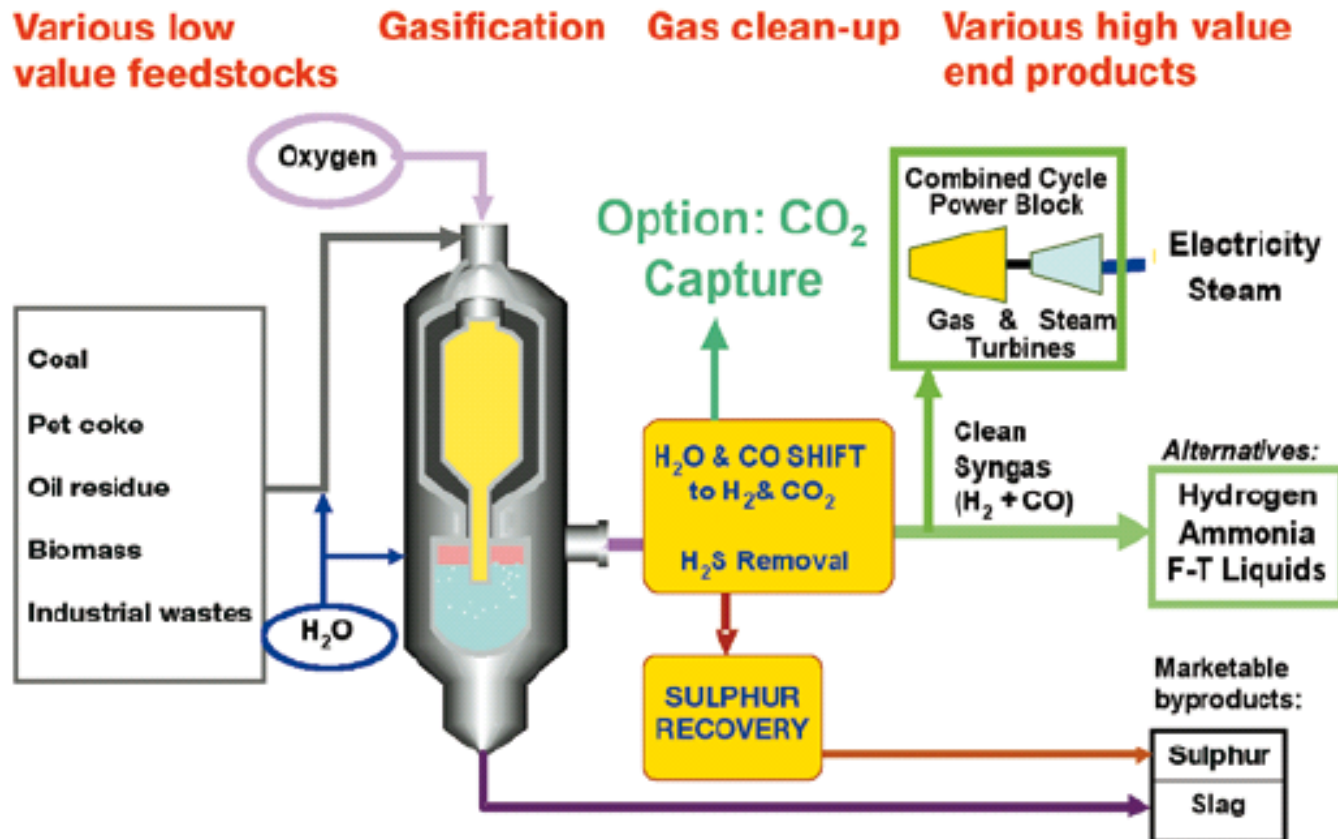 Various low
value feedstocks
Gasification
Gas clean-up
Various high value
end products
Oxygen
Coal
Pet coke
Oil residue
Biomass
Industrial wastes
H₂O
Option: CO₂
Capture
H₂O & CO SHIFT
to H₂& CO₂
H₂S Removal
SULPHUR
RECOVERY
Combined Cycle
Power Block
Gas & Steam
Turbines
Electricity
Steam
Clean
Syngas
(H₂ + CO)
Alternatives:
Hydrogen
Ammonia
F-T Liquids
Marketable
byproducts:
Sulphur
Slag